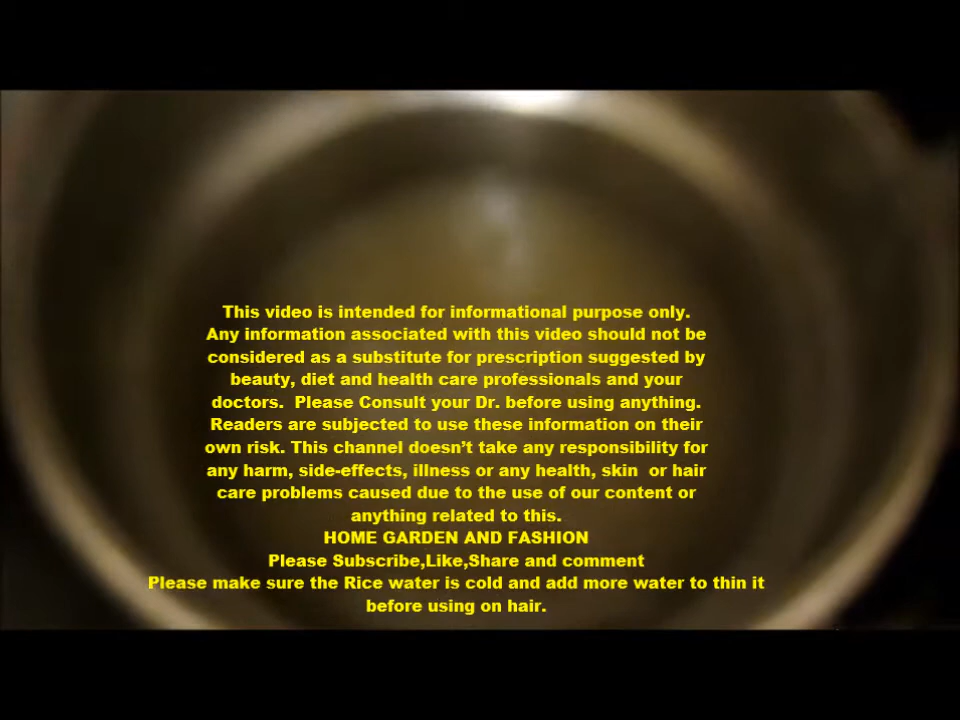 This video is intended for informational purpose only.
Any information associated with this video should not be
considered as a substitute for prescription suggested by
beauty, diet and health care professionals and your
doctors.  Please Consult your Dr. before using anything.
Readers are subjected to use these information on their
own risk. This channel doesn’t take any responsibility for
any harm, side-effects, illness or any health, skin  or hair
care problems caused due to the use of our content or
anything related to this.
HOME GARDEN AND FASHION
Please Subscribe,Like,Share and comment
Please make sure the Rice water is cold and add more water to thin it
before using on hair.